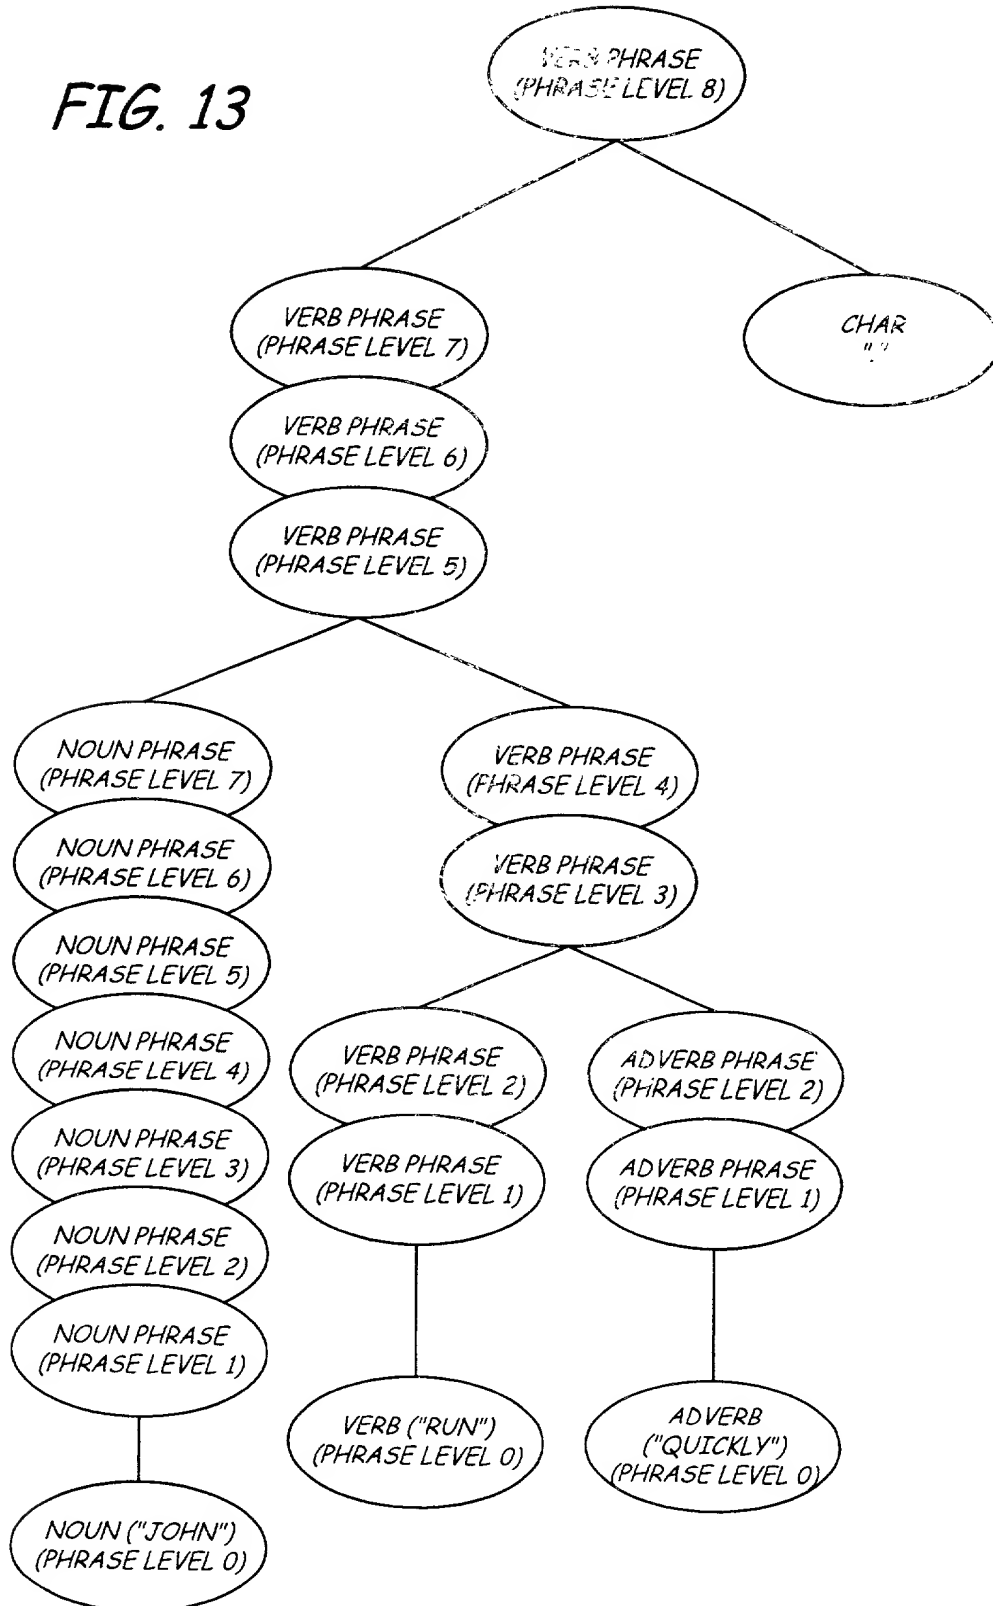 FIG. 13
VERB PHRASE
(PHRASE LEVEL 8)
VERB PHRASE
(PHRASE LEVEL 7)
CHAR
"."
VERB PHRASE
(PHRASE LEVEL 6)
VERB PHRASE
(PHRASE LEVEL 5)
NOUN PHRASE
(PHRASE LEVEL 7)
NOUN PHRASE
(PHRASE LEVEL 6)
NOUN PHRASE
(PHRASE LEVEL 5)
NOUN PHRASE
(PHRASE LEVEL 4)
NOUN PHRASE
(PHRASE LEVEL 3)
NOUN PHRASE
(PHRASE LEVEL 2)
NOUN PHRASE
(PHRASE LEVEL 1)
NOUN ("JOHN")
(PHRASE LEVEL 0)
VERB PHRASE
(PHRASE LEVEL 4)
VERB PHRASE
(PHRASE LEVEL 3)
VERB PHRASE
(PHRASE LEVEL 2)
VERB PHRASE
(PHRASE LEVEL 1)
VERB ("RUN")
(PHRASE LEVEL 0)
ADVERB PHRASE
(PHRASE LEVEL 2)
ADVERB PHRASE
(PHRASE LEVEL 1)
ADVERB
("QUICKLY")
(PHRASE LEVEL 0)